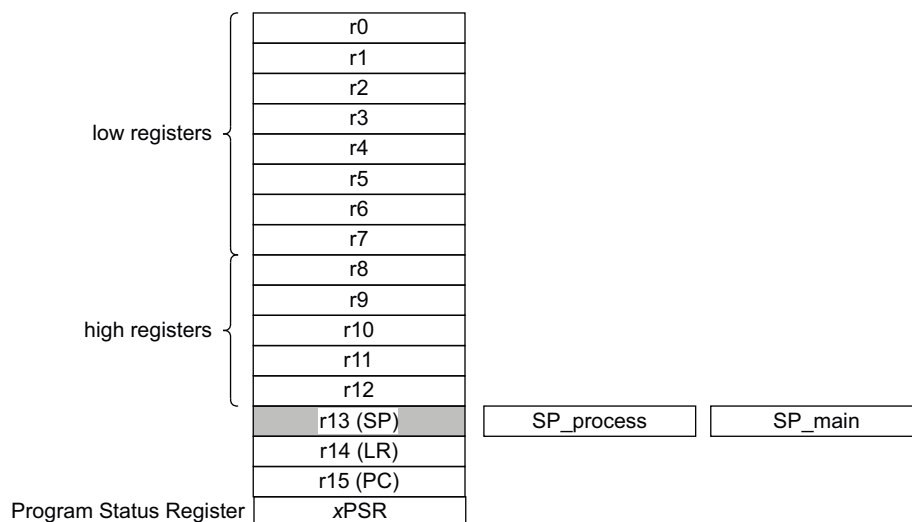 r0
r1
r2
r3
low registers
r4
r5
r6
r7
r8
r9
high registers
r10
r11
r12
r13 (SP) SP_process SP_main
r14 (LR)
r15 (PC)
Program Status Register xPSR